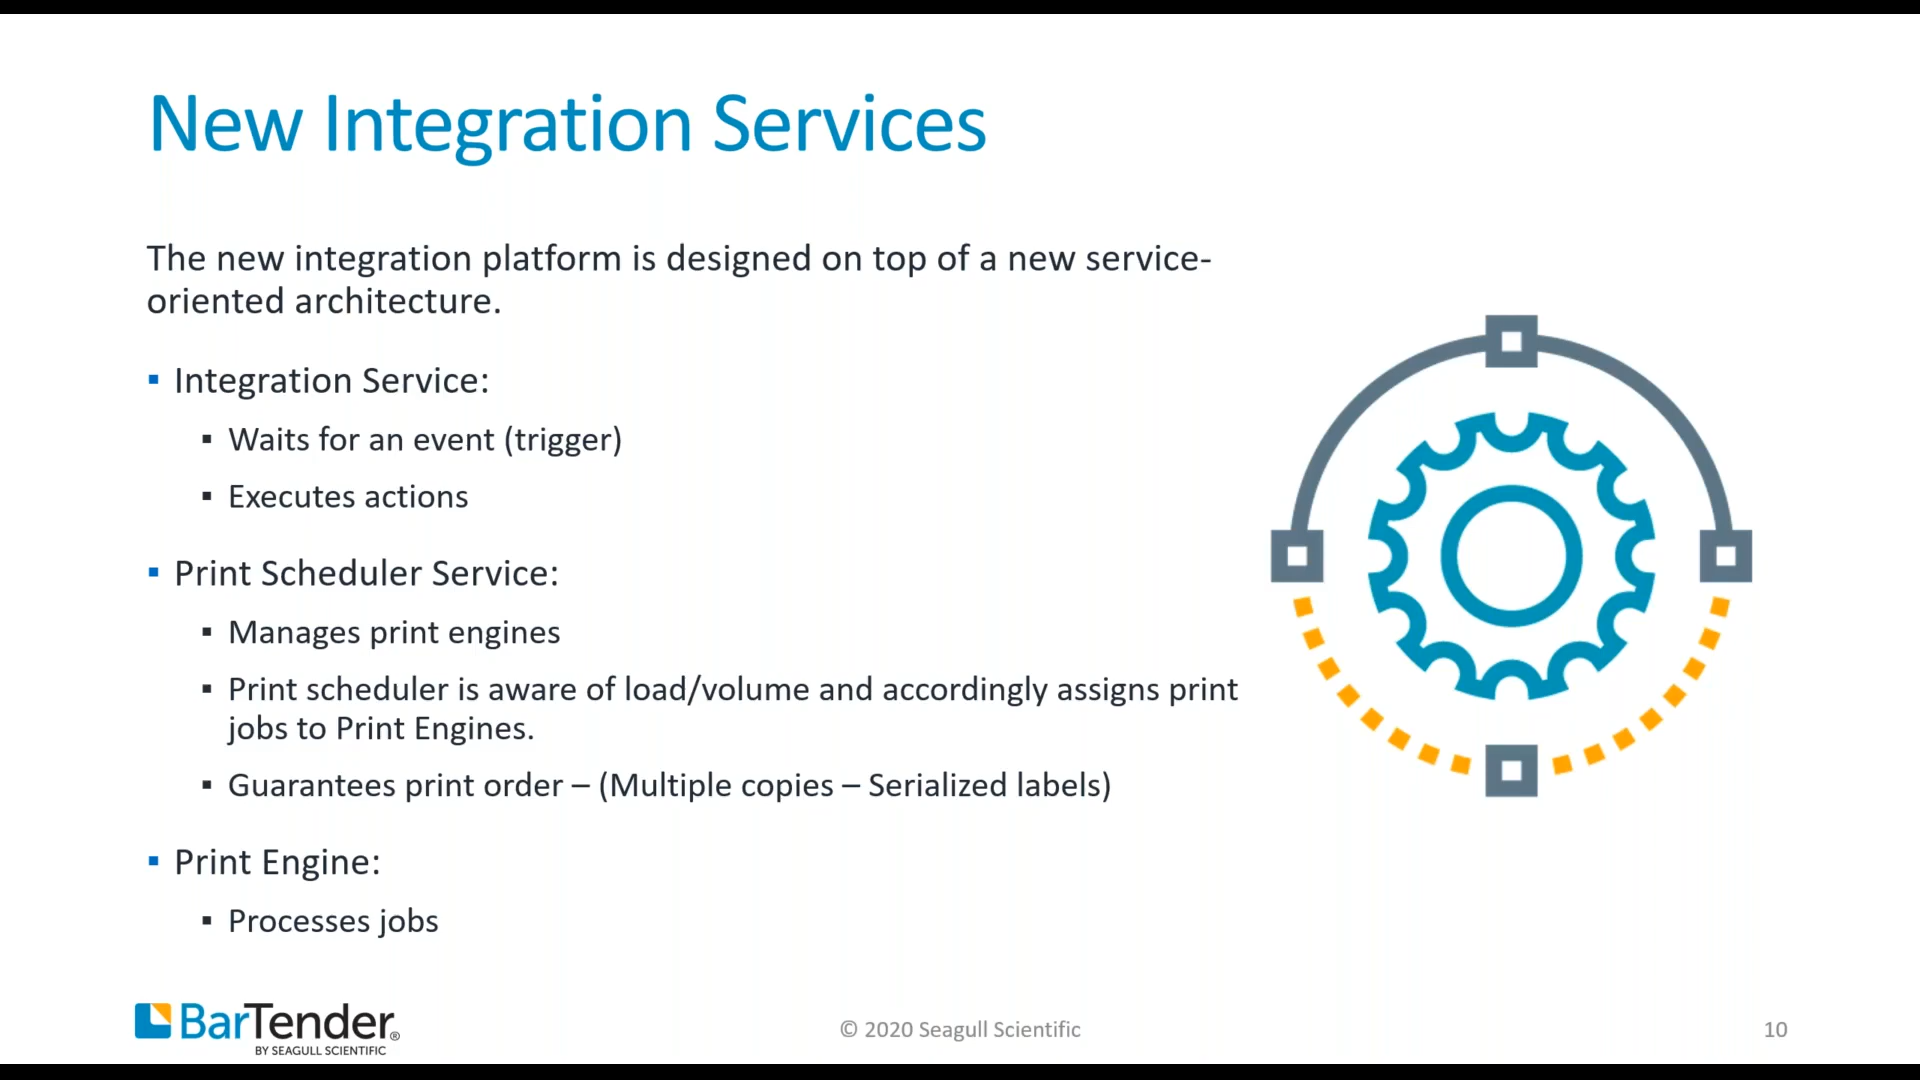 New Integration Services
The new integration platform is designed on top of a new service-
oriented architecture.
▪ Integration Service:
▪ Waits for an event (trigger)
▪ Executes actions
▪ Print Scheduler Service:
▪ Manages print engines
▪ Print scheduler is aware of load/volume and accordingly assigns print
jobs to Print Engines.
▪ Guarantees print order – (Multiple copies – Serialized labels)
▪ Print Engine:
▪ Processes jobs
BarTender®
BY SEAGULL SCIENTIFIC
© 2020 Seagull Scientific
10